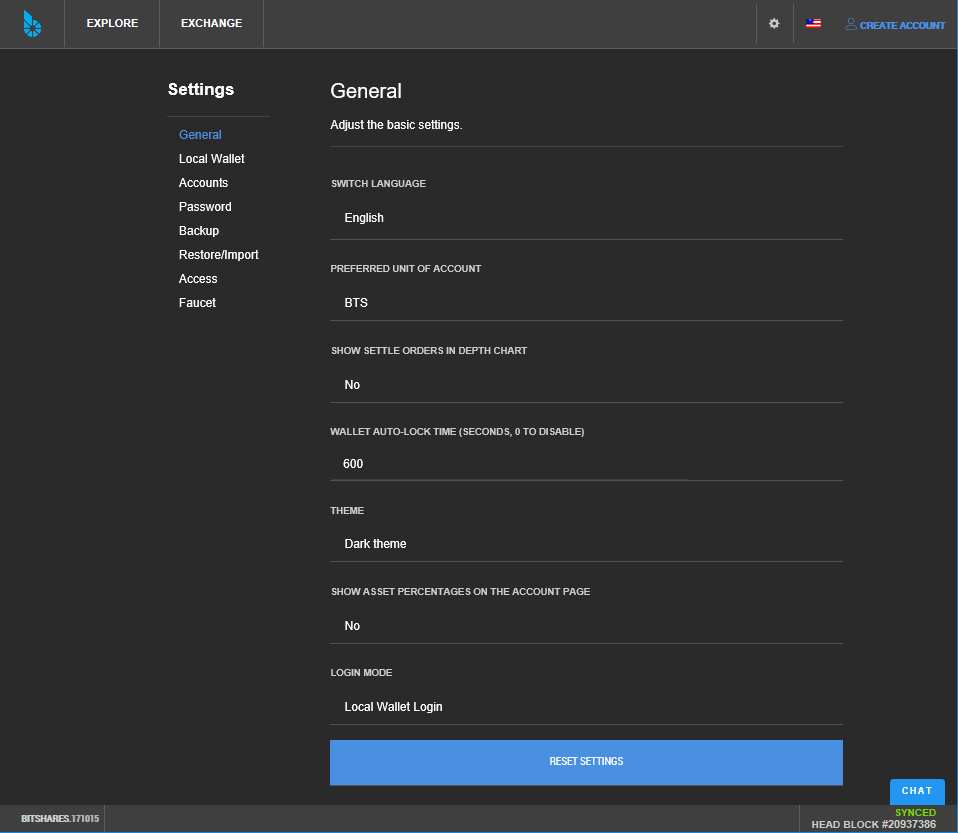 EXPLORE
EXCHANGE
CREATE ACCOUNT
Settings
General
Local Wallet
Accounts
Password
Backup
Restore/Import
Access
Faucet
General
Adjust the basic settings.
SWITCH LANGUAGE
English
PREFERRED UNIT OF ACCOUNT
BTS
SHOW SETTLE ORDERS IN DEPTH CHART
No
WALLET AUTO-LOCK TIME (SECONDS, 0 TO DISABLE)
600
THEME
Dark theme
SHOW ASSET PERCENTAGES ON THE ACCOUNT PAGE
No
LOGIN MODE
Local Wallet Login
RESET SETTINGS
CHAT
BITSHARES.171015
SYNCED
HEAD BLOCK #20937386